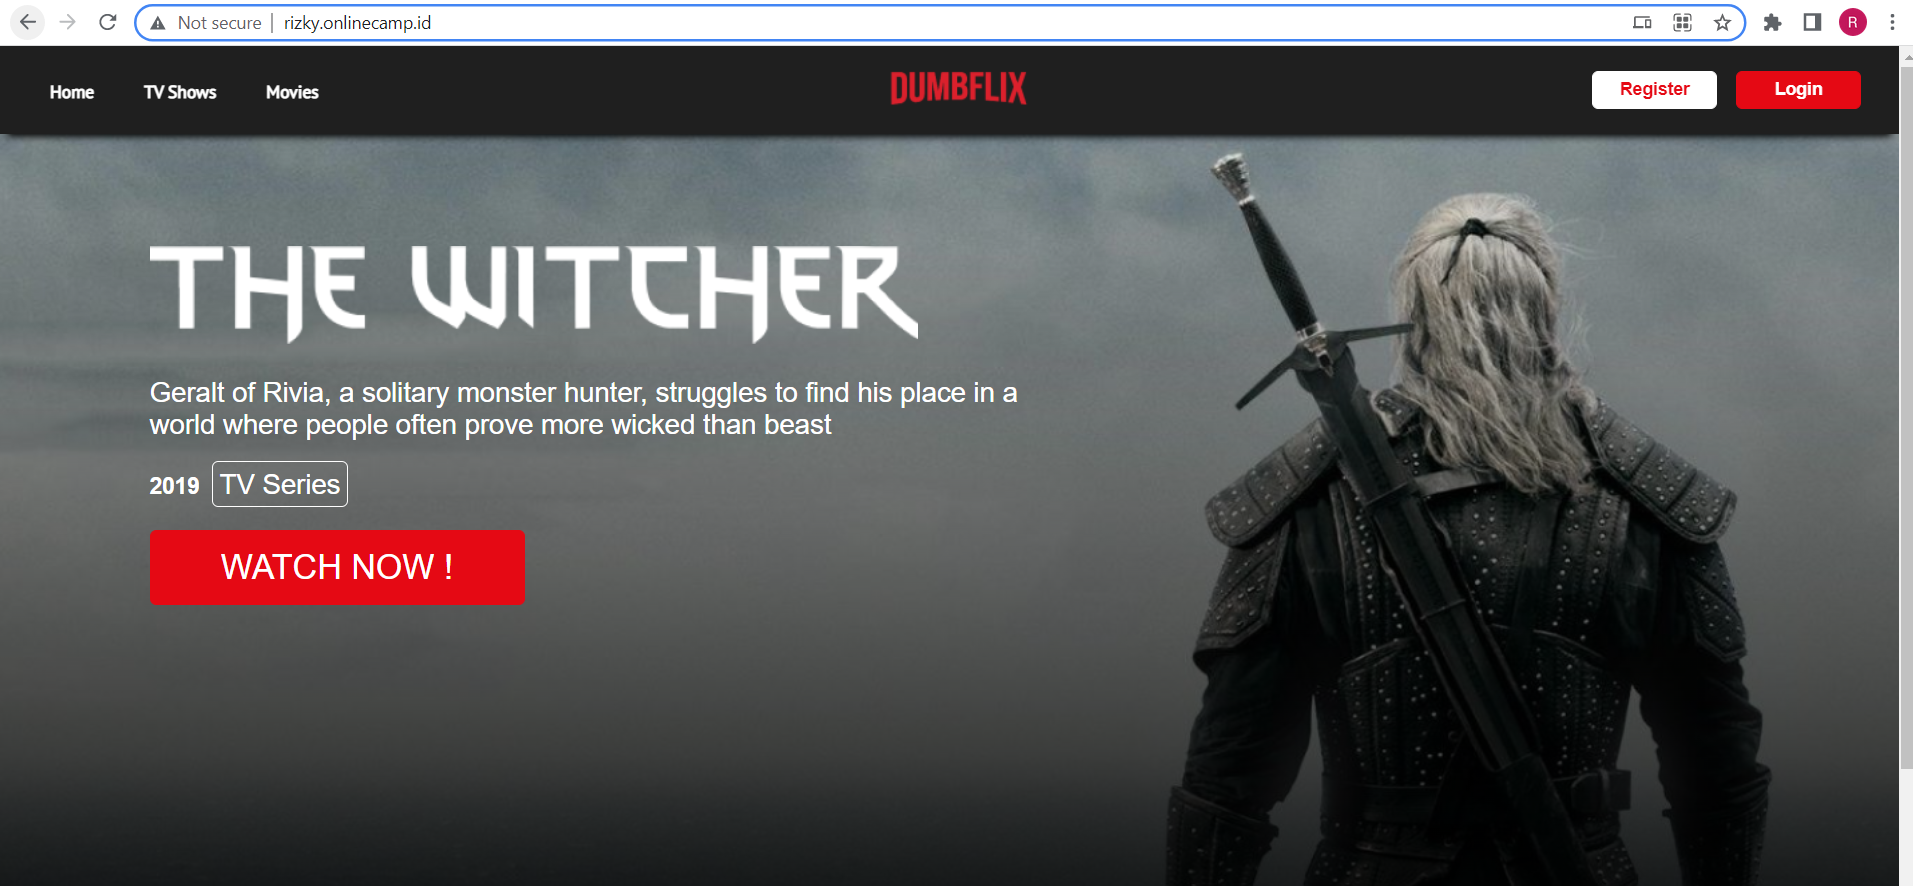 Not secure | rizky.onlinecamp.id
R
Home TV Shows Movies DUMBFLIX Register Login
THE WITCHER
Geralt of Rivia, a solitary monster hunter, struggles to find his place in a
world where people often prove more wicked than beast
2019 TV Series
WATCH NOW !